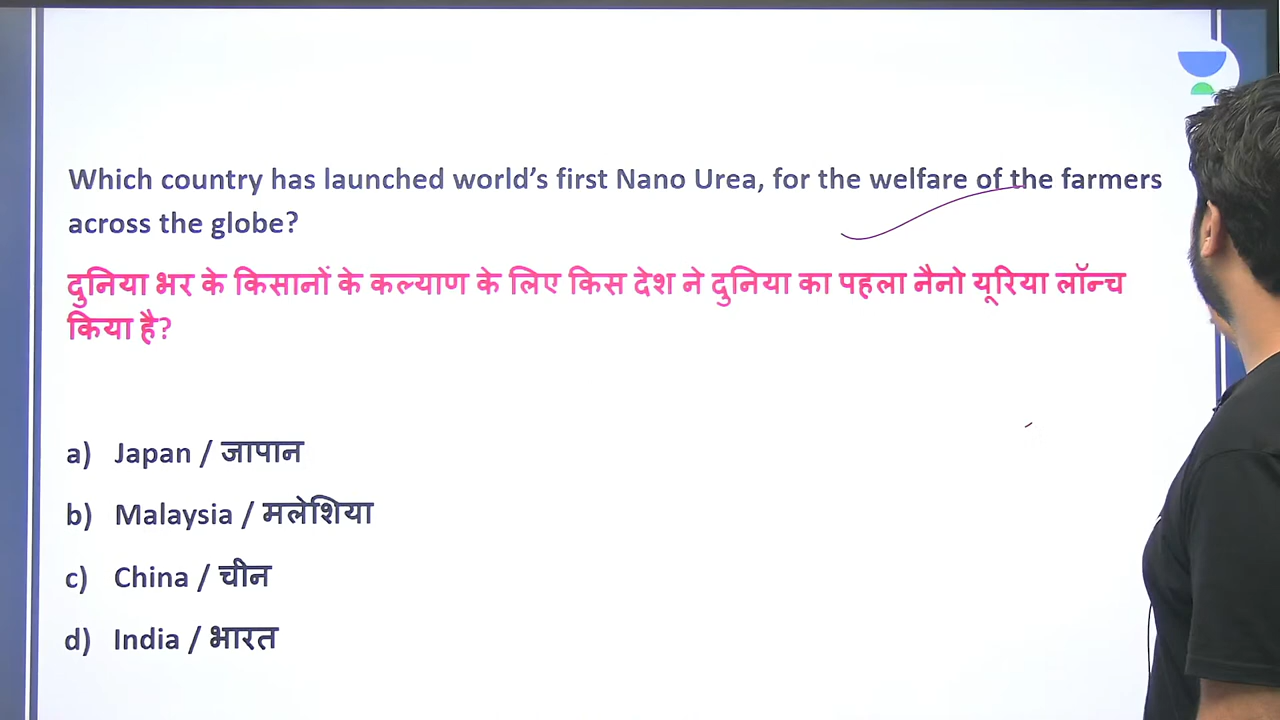 Which country has launched world’s first Nano Urea, for the welfare of the farmers
across the globe?
दुनिया भर के किसानों के कल्याण के लिए किस देश ने दुनिया का पहला नैनो यूरिया लॉन्च
किया है?
a) Japan / जापान
b) Malaysia / मलेशिया
c) China / चीन
d) India / भारत